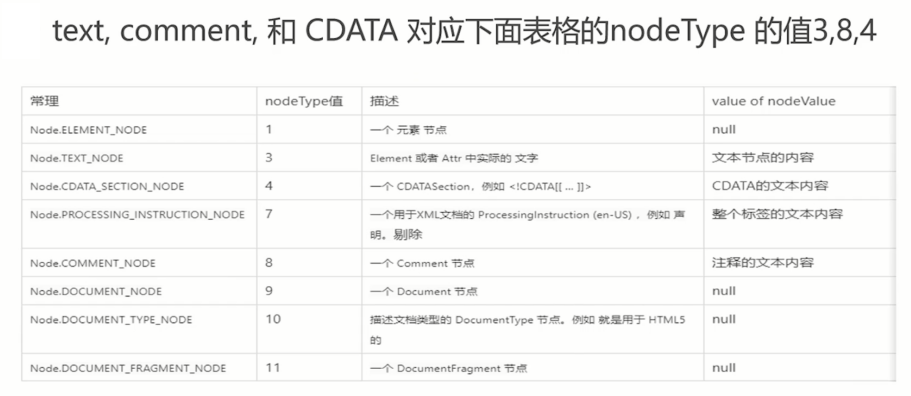 text, comment, 和 CDATA 对应下面表格的nodeType 的值3,8,4
常理 nodeType值 描述 value of nodeValue
Node.ELEMENT_NODE 1 一个 元素 节点 null
Node.TEXT_NODE 3 Element 或者 Attr 中实际的 文字 文本节点的内容
Node.CDATA_SECTION_NODE 4 一个 CDATASection，例如 <!CDATA[[ … ]]> CDATA的文本内容
Node.PROCESSING_INSTRUCTION_NODE 7 一个用于XML文档的 ProcessingInstruction (en-US) ，例如 声 整个标签的文本内容
明。剔除
Node.COMMENT_NODE 8 一个 Comment 节点 注释的文本内容
Node.DOCUMENT_NODE 9 一个 Document 节点 null
Node.DOCUMENT_TYPE_NODE 10 描述文档类型的 DocumentType 节点。例如 就是用于 HTML5 null
的
Node.DOCUMENT_FRAGMENT_NODE 11 一个 DocumentFragment 节点 null